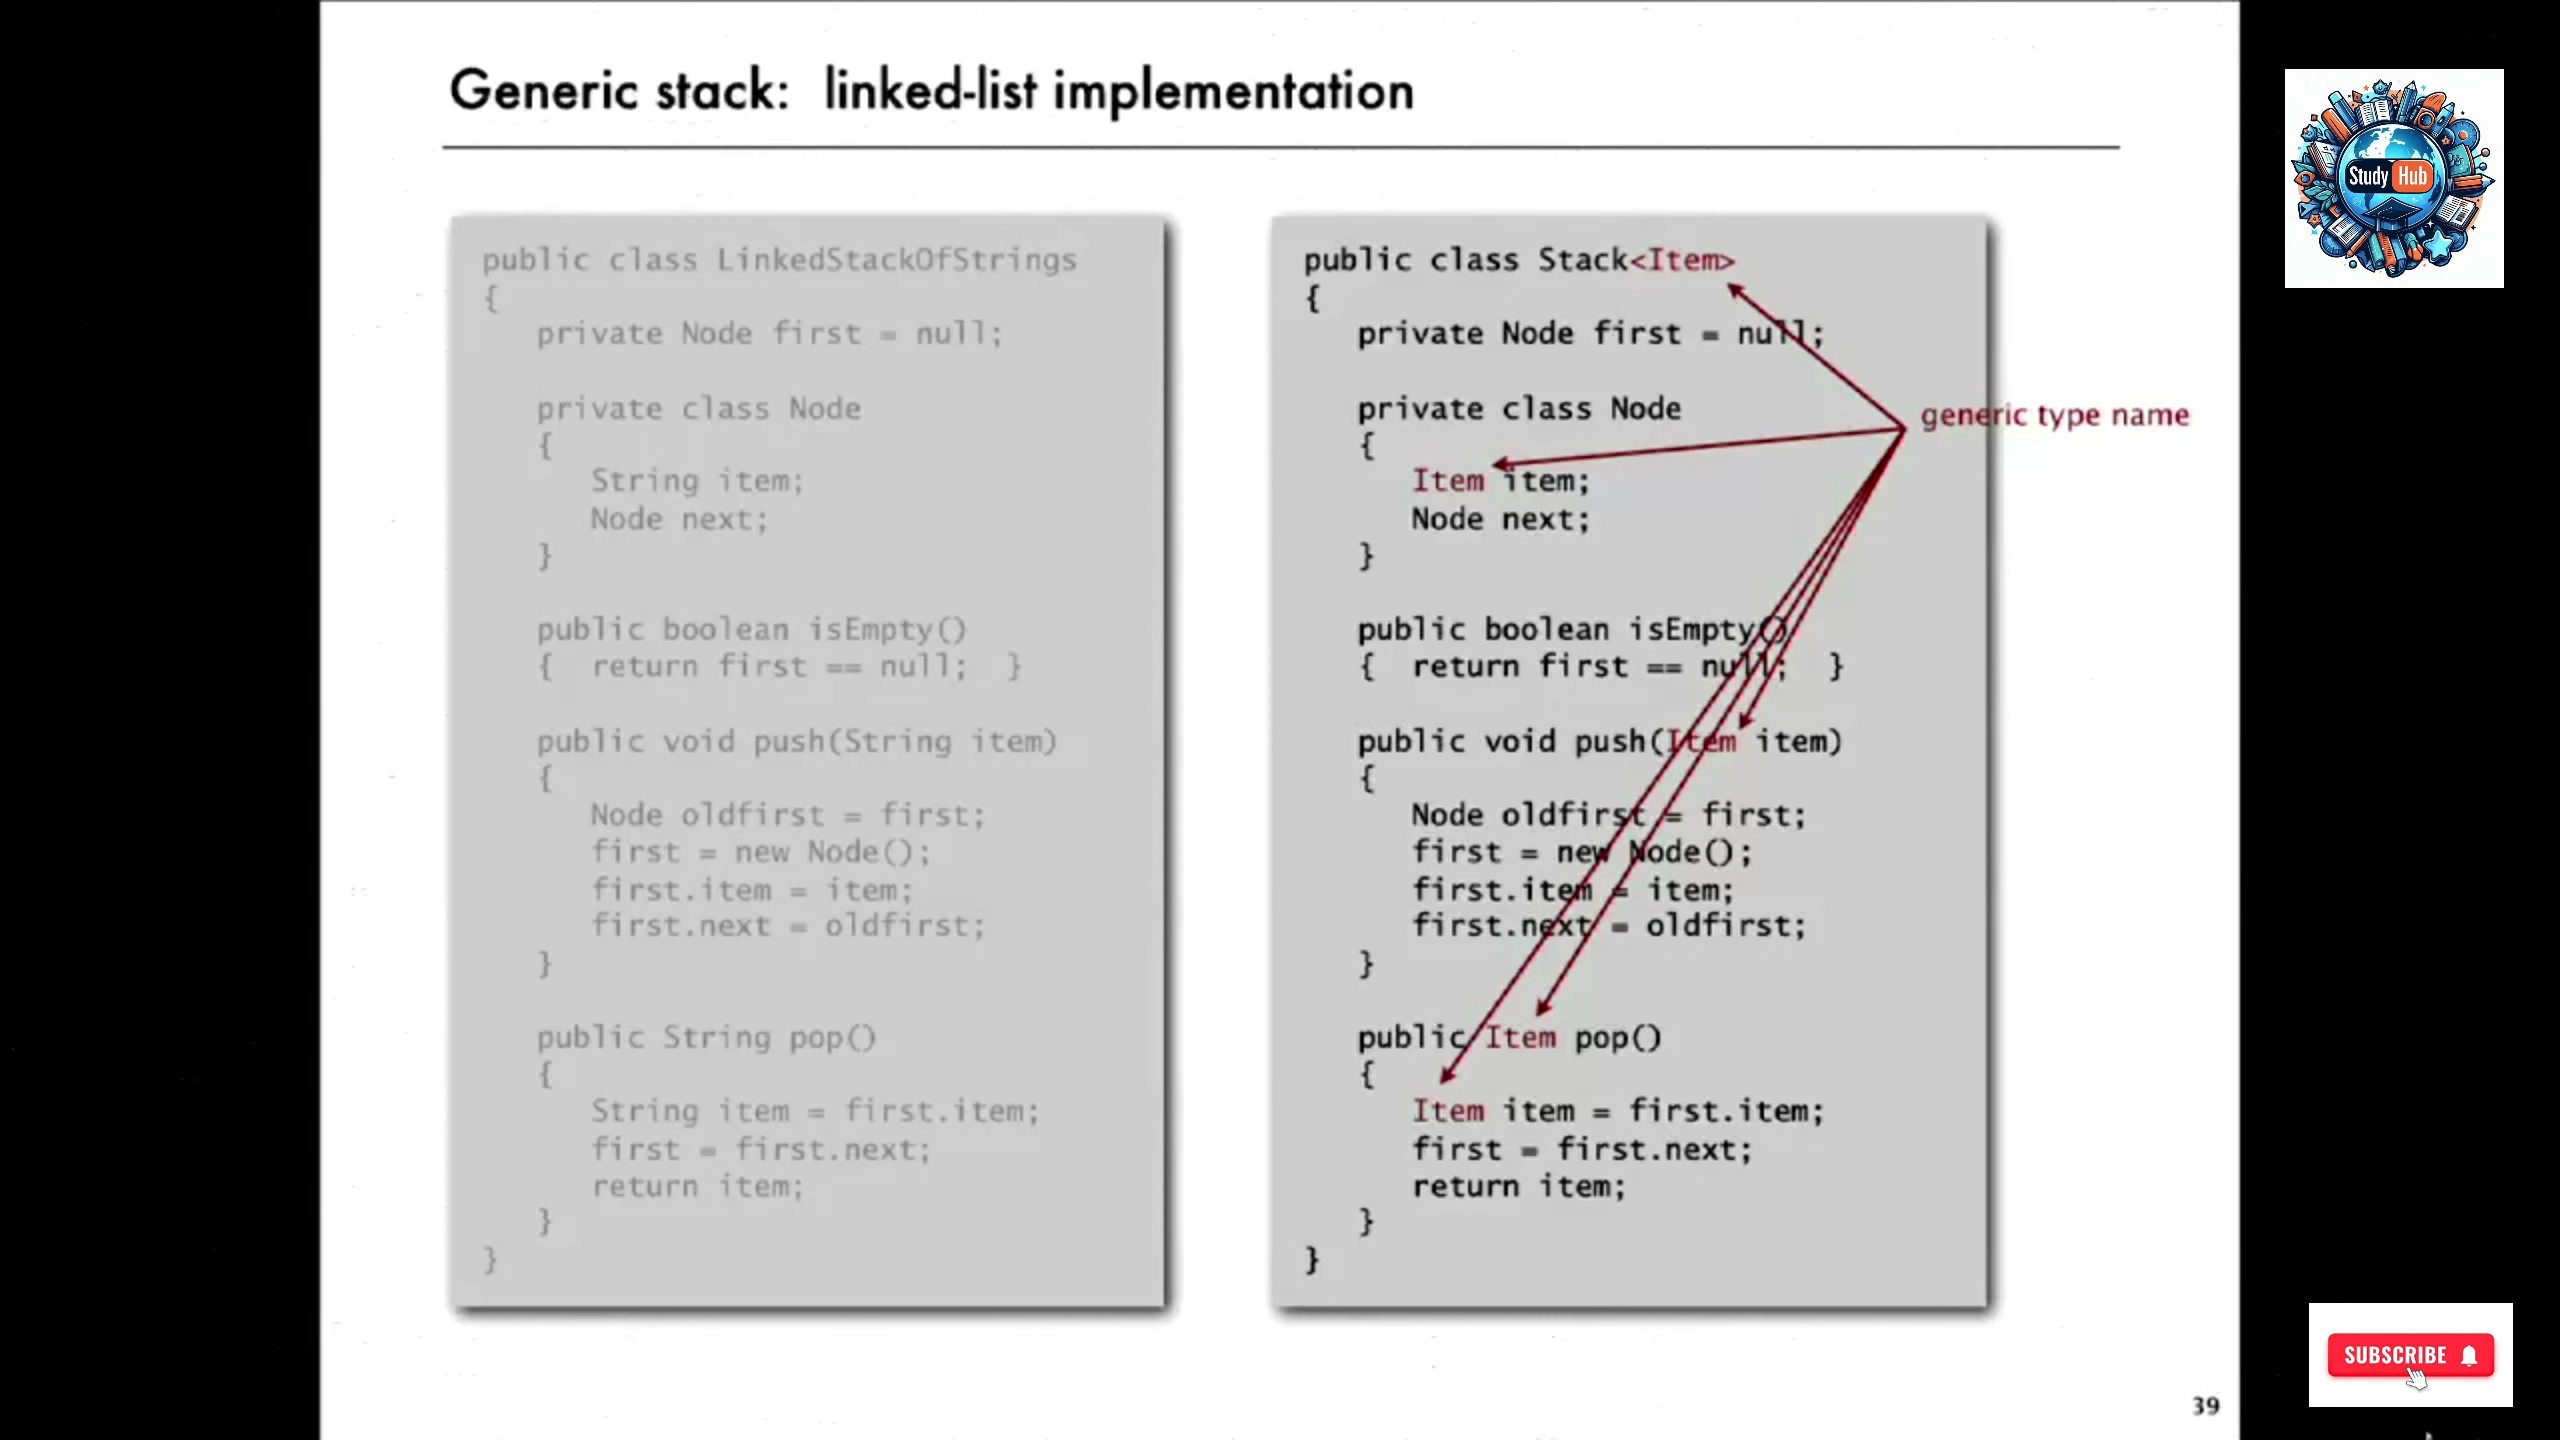 Generic stack: linked-list implementation
public class LinkedStackOfStrings
{
private Node first = null;
private class Node
{
String item;
Node next;
}
public boolean isEmpty()
{ return first == null; }
public void push(String item)
{
Node oldfirst = first;
first = new Node();
first.item = item;
first.next = oldfirst;
}
public String pop()
{
String item = first.item;
first = first.next;
return item;
}
}
public class Stack<Item>
{
private Node first = null;
private class Node
{
Item item;
Node next;
}
public boolean isEmpty()
{ return first == null; }
public void push(Item item)
{
Node oldfirst = first;
first = new Node();
first.item = item;
first.next = oldfirst;
}
public Item pop()
{
Item item = first.item;
first = first.next;
return item;
}
}
generic type name
39
Study Hub
SUBSCRIBE